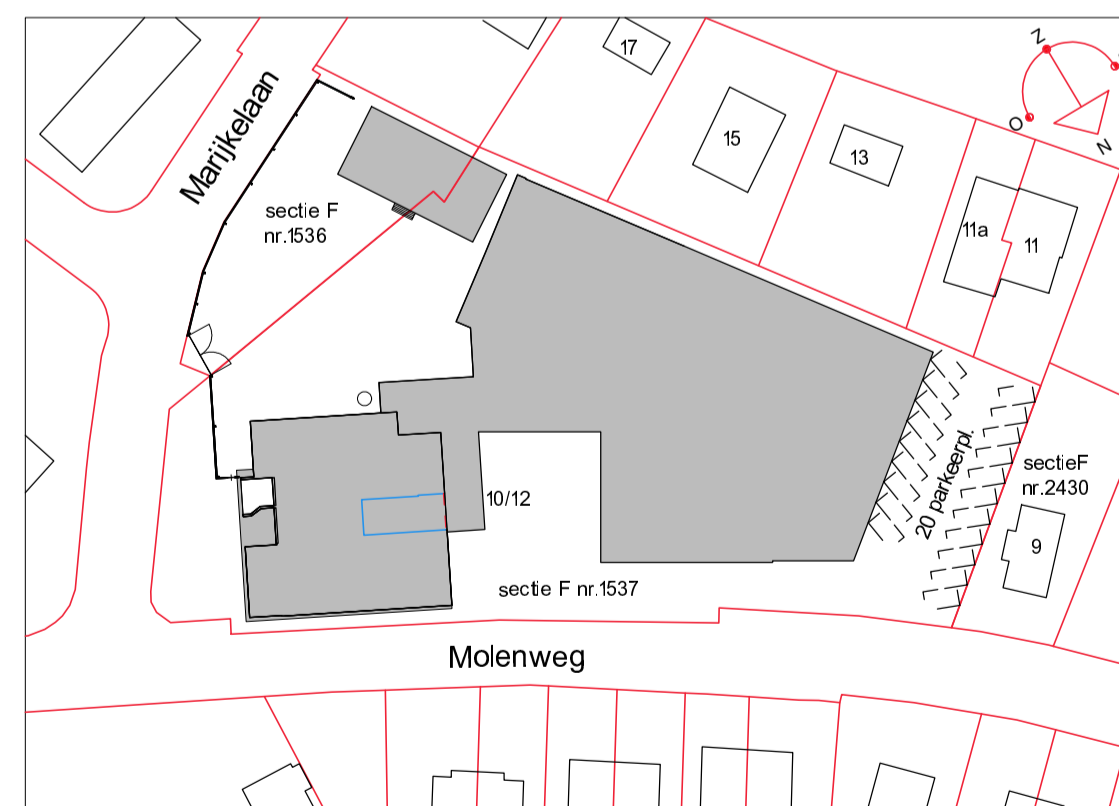 17
Z
Marijkelaan
15
13
O
N
sectie F
nr.1536
11a
11
sectieF
nr.2430
20 parkeerpl.
10/12
9
sectie F nr.1537
Molenweg